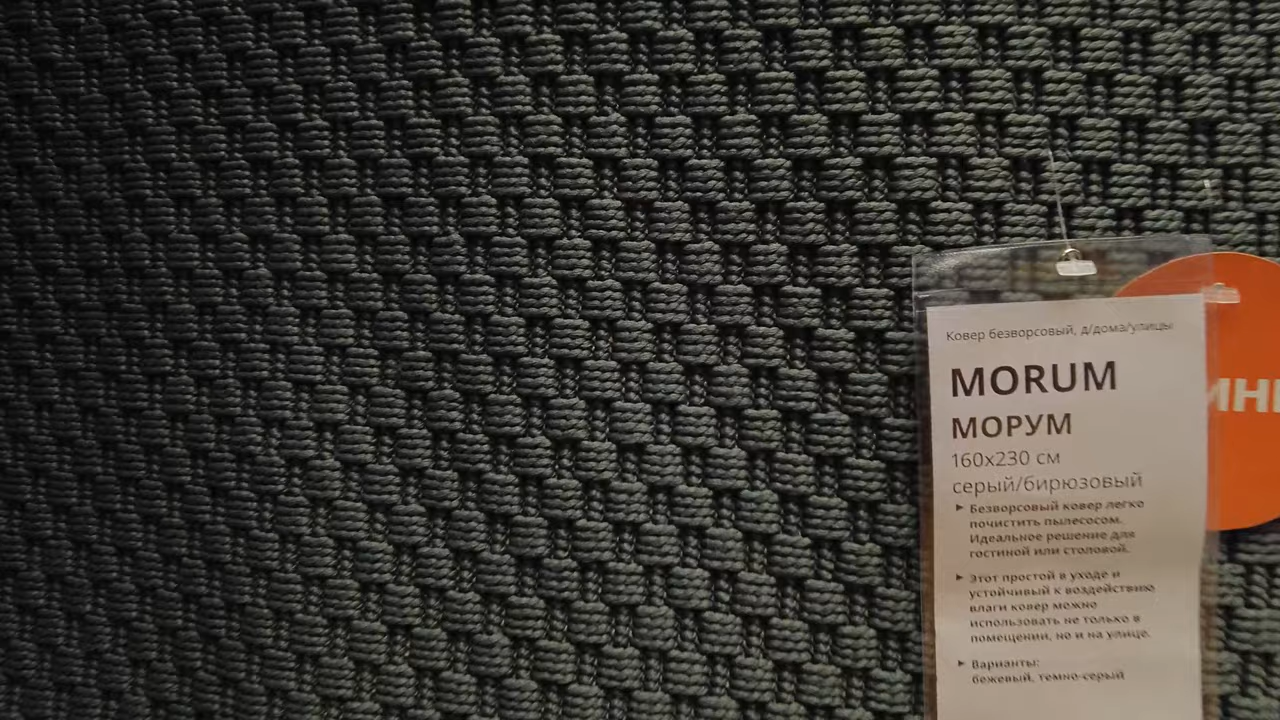 Ковер безворсовый, д/дома/улицы
MORUM
МОРУМ
160x230 см
серый/бирюзовый
► Безворсовый ковер легко
почистить пылесосом.
Идеальное решение для
гостиной или столовой.
► Этот простой в уходе и
устойчивый к воздействию
влаги ковер можно
использовать не только в
помещении, но и на улице.
► Варианты:
бежевый, темно-серый